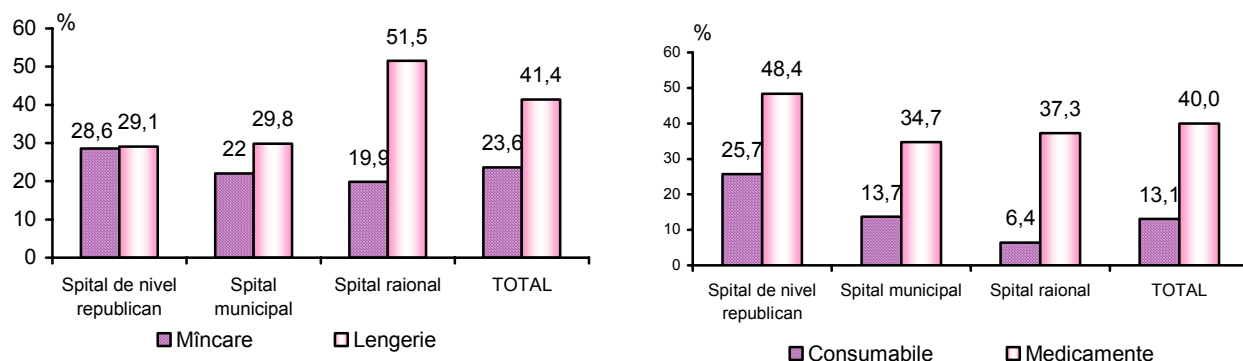 %
60
50
40
30
20
10
0
28,6
29,1
22
29,8
19,9
51,5
23,6
41,4
Spital de nivel
republican
Spital
municipal
Spital raional
TOTAL
Mîncare
Lengerie
%
60
50
40
30
20
10
0
25,7
48,4
13,7
34,7
6,4
37,3
13,1
40,0
Spital de nivel
republican
Spital municipal
Spital raional
TOTAL
Consumabile
Medicamente